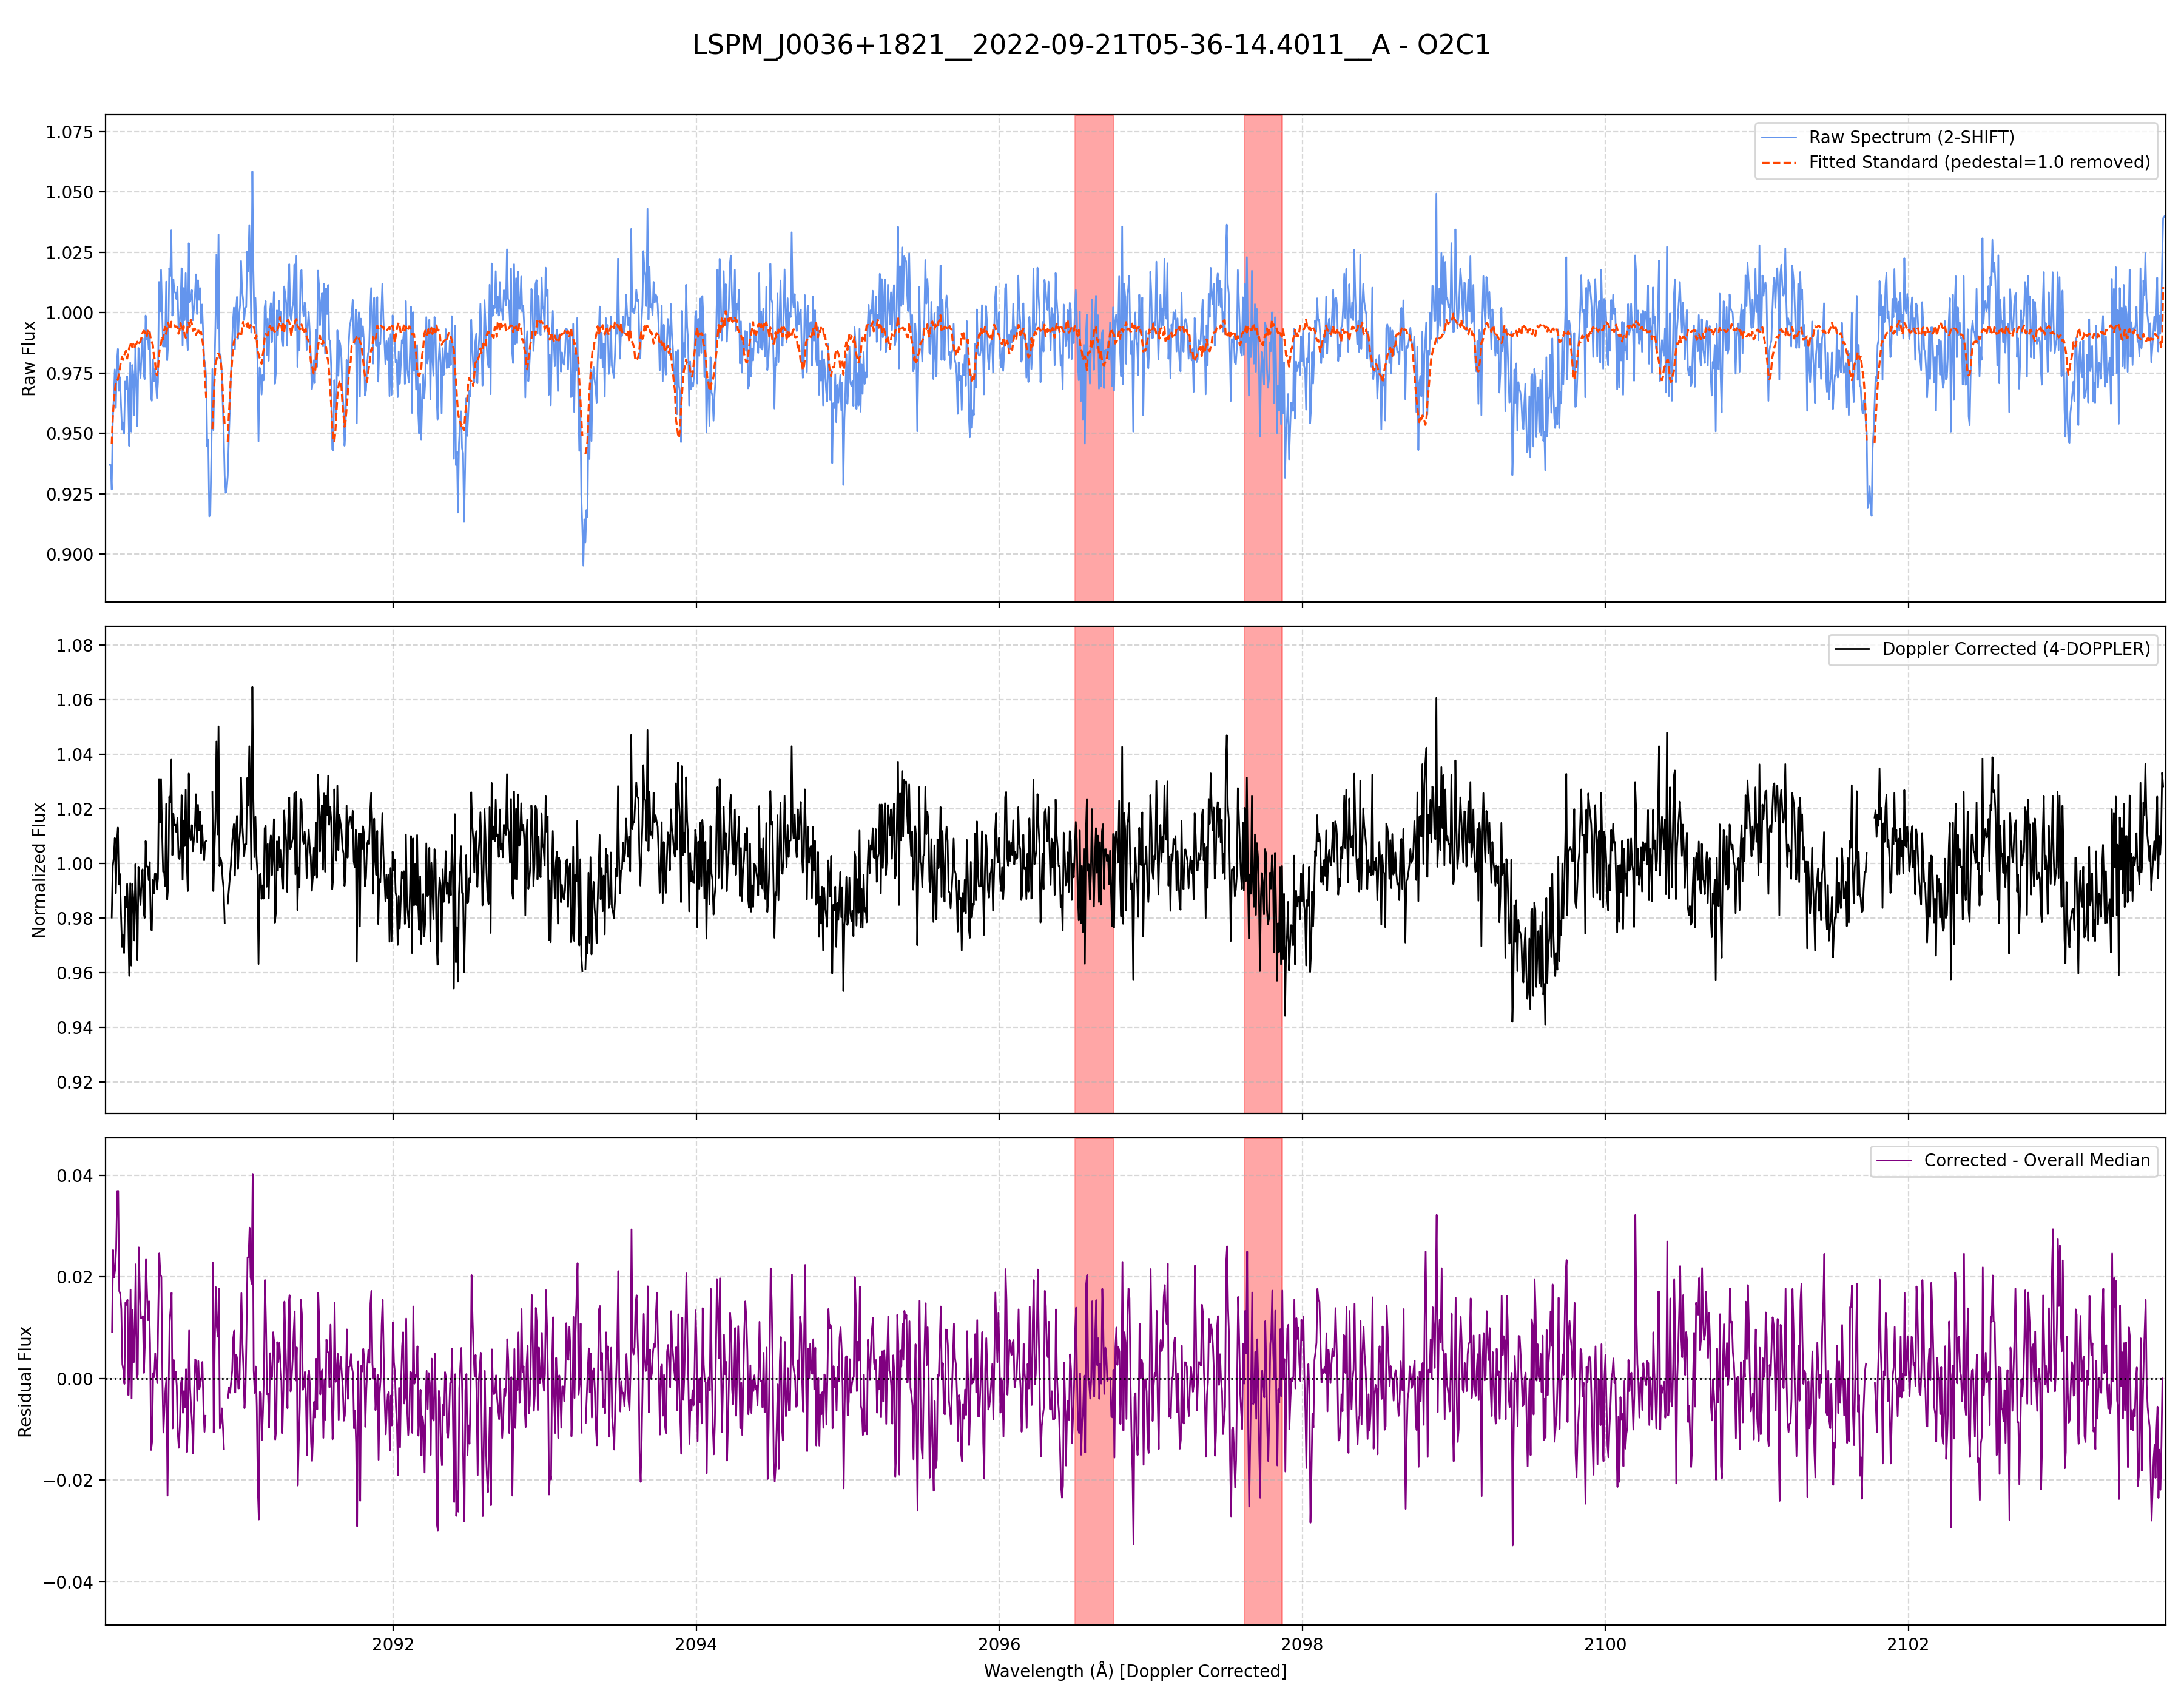 LSPM_J0036+1821__2022-09-21T05-36-14.4011__A - O2C1
Raw Spectrum (2-SHIFT)
Fitted Standard (pedestal=1.0 removed)
1.075
1.050
1.025
1.000
0.975
0.950
0.925
0.900
Raw Flux
Doppler Corrected (4-DOPPLER)
1.08
1.06
1.04
1.02
1.00
0.98
0.96
0.94
0.92
Normalized Flux
Corrected - Overall Median
0.04
0.02
0.00
−0.02
−0.04
Residual Flux
2092 2094 2096 2098 2100 2102
Wavelength (Å) [Doppler Corrected]